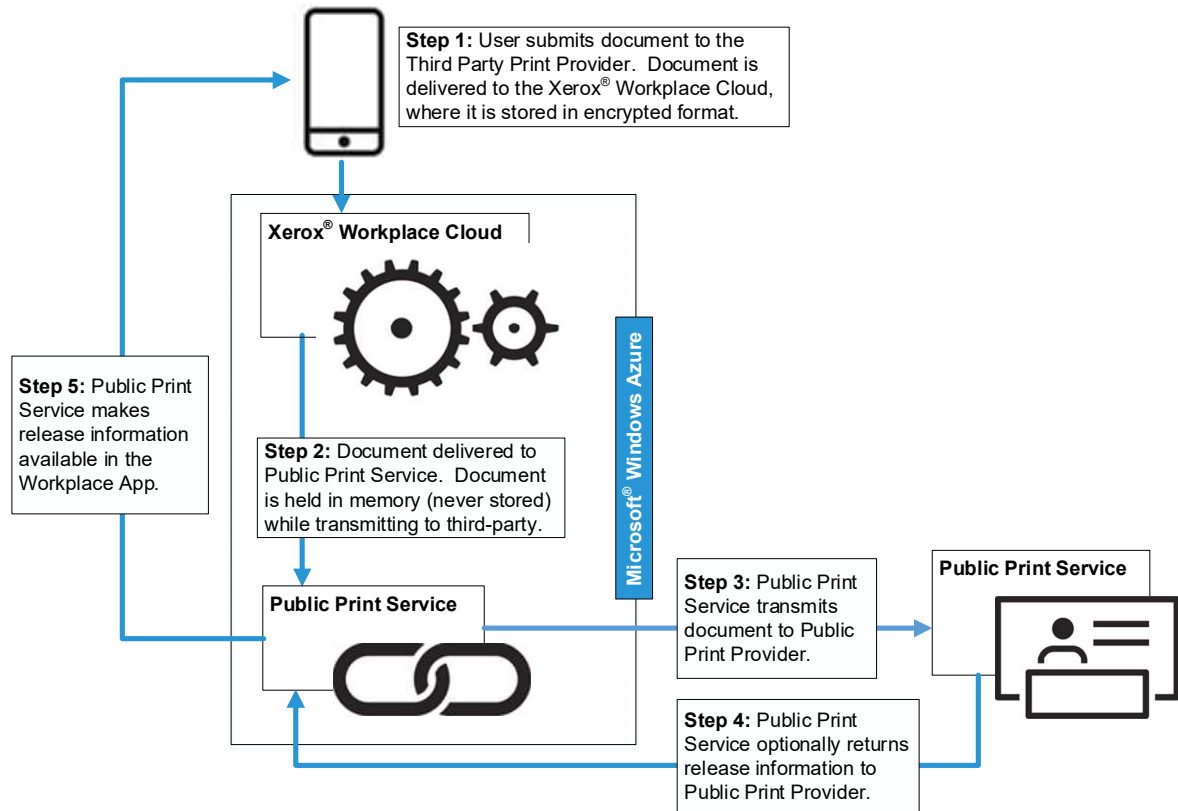 Step 1: User submits document to the
Third Party Print Provider.  Document is
delivered to the Xerox® Workplace Cloud,
where it is stored in encrypted format.
Xerox® Workplace Cloud
Microsoft® Windows Azure
Step 5: Public Print
Service makes
release information
available in the
Workplace App.
Step 2: Document delivered to
Public Print Service.  Document
is held in memory (never stored)
while transmitting to third-party.
Public Print Service
Step 3: Public Print
Service transmits
document to Public
Print Provider.
Public Print Service
Step 4: Public Print
Service optionally returns
release information to
Public Print Provider.